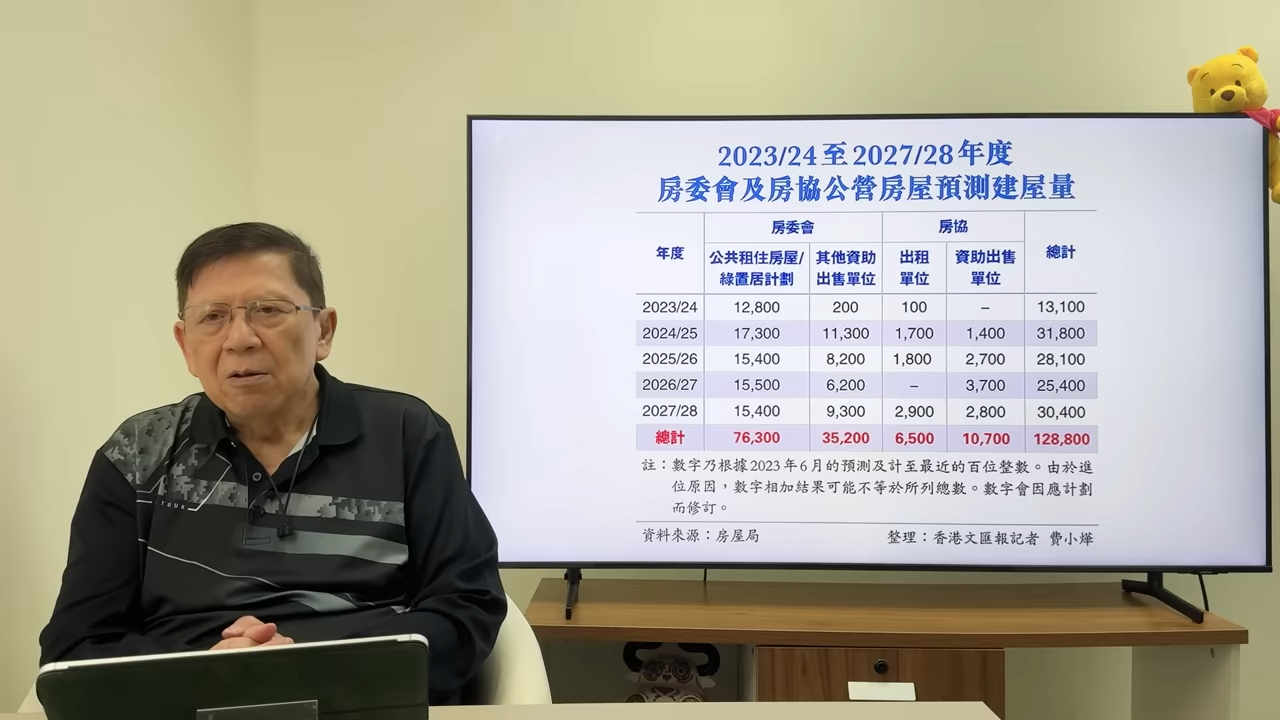 2023/24至2027/28年度
房委會及房協公營房屋預測建屋量
年度 房委會 房協 總計
公共租住房屋/綠置居計劃 其他資助出售單位 出租單位 資助出售單位
2023/24 12,800 200 100 – 13,100
2024/25 17,300 11,300 1,700 1,400 31,800
2025/26 15,400 8,200 1,800 2,700 28,100
2026/27 15,500 6,200 – 3,700 25,400
2027/28 15,400 9,300 2,900 2,800 30,400
總計 76,300 35,200 6,500 10,700 128,800
註：數字乃根據2023年6月的預測及計至最近的百位整數。由於進
位原因，數字相加結果可能不等於所列總數。數字會因應計劃
而修訂。
資料來源：房屋局 整理：香港文匯報記者 費小燁
TOUR